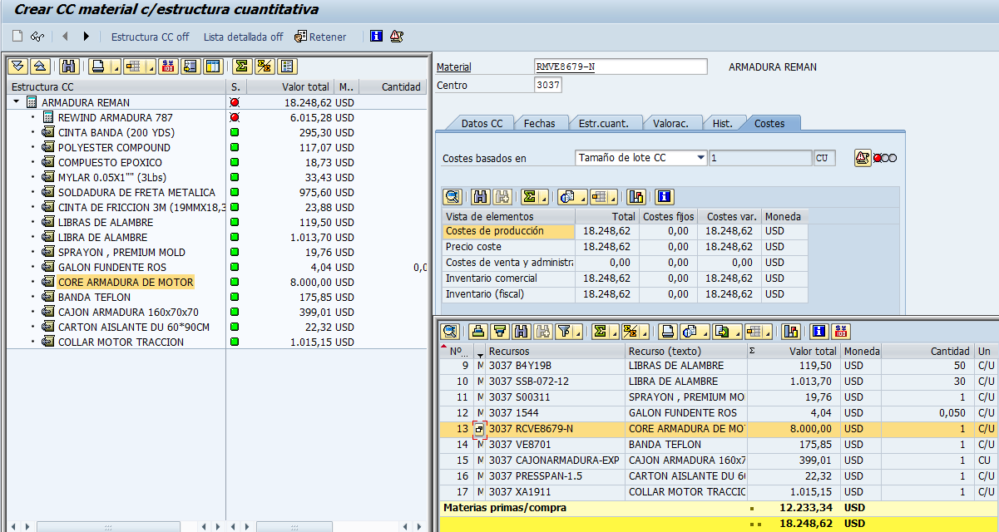 Crear CC material c/estructura cuantitativa
Estructura CC off Lista detallada off Retener
Estructura CC S. Valor total M.. Cantidad
ARMADURA REMAN 18.248,62 USD
REWIND ARMADURA 787 6.015,28 USD
CINTA BANDA (200 YDS) 295,30 USD
POLYESTER COMPOUND 117,07 USD
COMPUESTO EPOXICO 18,73 USD
MYLAR 0.05X1"" (3Lbs) 33,43 USD
SOLDADURA DE FRETA METALICA 975,60 USD
CINTA DE FRICCION 3M (19MMX18,3 23,88 USD
LIBRAS DE ALAMBRE 119,50 USD
LIBRA DE ALAMBRE 1.013,70 USD
SPRAYON , PREMIUM MOLD 19,76 USD
GALON FUNDENTE ROS 4,04 USD 0,0
CORE ARMADURA DE MOTOR 8.000,00 USD
BANDA TEFLON 175,85 USD
CAJON ARMADURA 160x70x70 399,01 USD
CARTON AISLANTE DU 60*90CM 22,32 USD
COLLAR MOTOR TRACCION 1.015,15 USD
Material RMVE8679-N ARMADURA REMAN
Centro 3037
Datos CC Fechas Estr.cuant. Valorac. Hist. Costes
Costes basados en Tamaño de lote CC 1 CU
Vista de elementos Total Costes fijos Costes var. Moneda
Costes de producción 18.248,62 0,00 18.248,62 USD
Precio coste 18.248,62 0,00 18.248,62 USD
Costes de venta y administra 0,00 0,00 0,00 USD
Inventario comercial 18.248,62 0,00 18.248,62 USD
Inventario (fiscal) 18.248,62 0,00 18.248,62 USD
Nº... Recursos Recurso (texto) Σ Valor total Moneda Cantidad Un
9 M 3037 B4Y19B LIBRAS DE ALAMBRE 119,50 USD 50 C/U
10 M 3037 SSB-072-12 LIBRA DE ALAMBRE 1.013,70 USD 30 C/U
11 M 3037 S00311 SPRAYON , PREMIUM MO 19,76 USD 1 C/U
12 M 3037 1544 GALON FUNDENTE ROS 4,04 USD 0,050 C/U
13 3037 RCVE8679-N CORE ARMADURA DE MO 8.000,00 USD 1 C/U
14 M 3037 VE8701 BANDA TEFLON 175,85 USD 1 C/U
15 M 3037 CAJONARMADURA-EXP CAJON ARMADURA 160x7 399,01 USD 1 CU
16 M 3037 PRESSPAN-1.5 CARTON AISLANTE DU 6 22,32 USD 1 C/U
17 M 3037 XA1911 COLLAR MOTOR TRACCIO 1.015,15 USD 1 C/U
Materias primas/compra 12.233,34 USD
18.248,62 USD